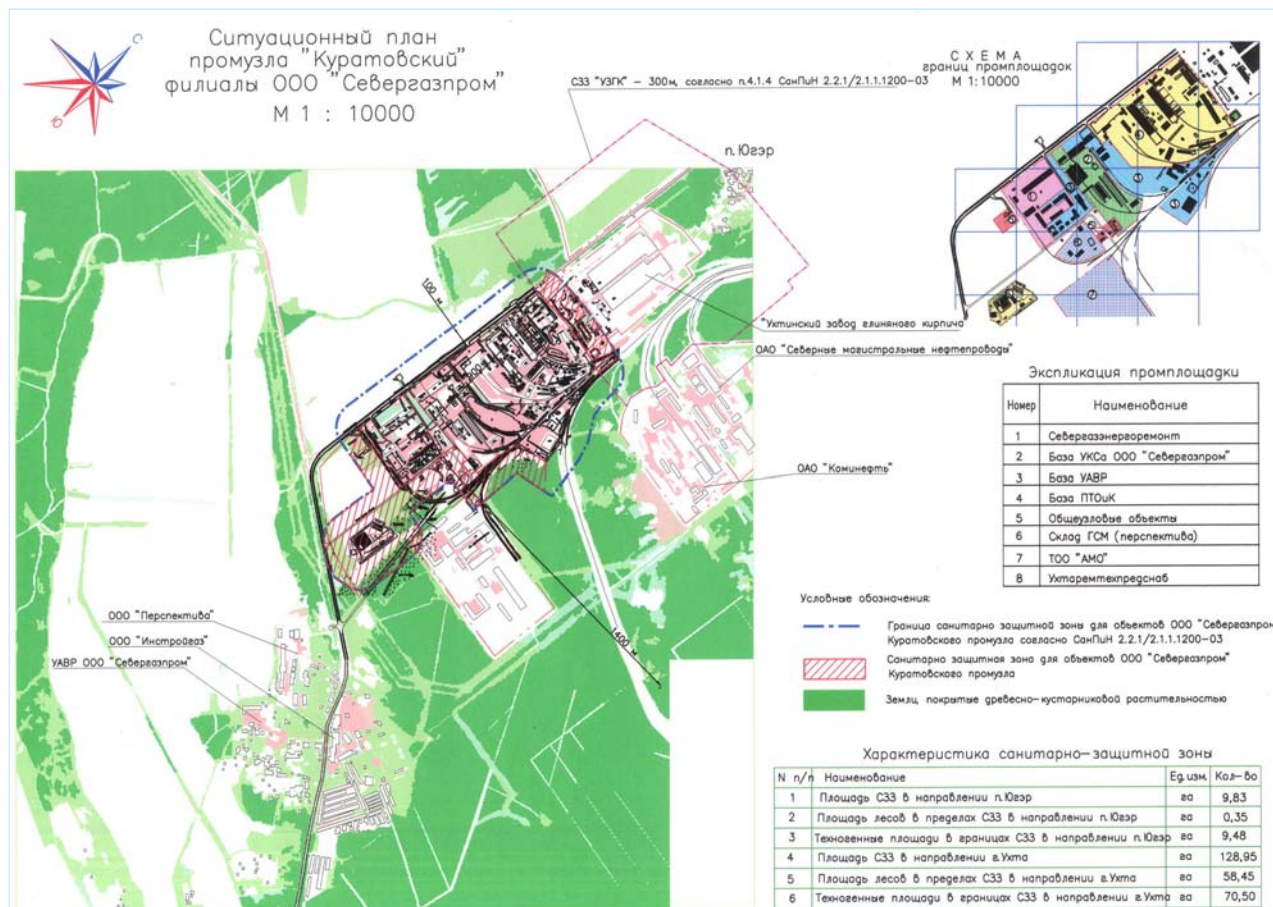 С
Ю
Ситуационный план
промузла "Куратовский"
филиалы ООО "Севергазпром"
М 1 : 10000
СЗЗ "УЗГК" - 300м, согласно п.4.1.4 СанПиН 2.2.1/2.1.1.1200-03
СХЕМА
границ промплощадок
М 1:10000
п. Югэр
100 м
"Ухтинский завод глиняного кирпича"
ОАО "Северные магистральные нефтепроводы"
ОАО "Коминефть"
1400 м
ООО "Перспектива"
ООО "Инстройгаз"
УАВР ООО "Севергазпром"
Экспликация промплощадки
Номер Наименование
1 Севергазэнергоремонт
2 База УКСа ООО "Севергазпром"
3 База УАВР
4 База ПТОиК
5 Общеузловые объекты
6 Склад ГСМ (перспектива)
7 ТОО "АМО"
8 Ухтаремтехпредснаб
Условные обозначения:
Граница санитарно защитной зоны для объектов ООО "Севергазпром"
Куратовского промузла согласно СанПиН 2.2.1/2.1.1.1200-03
Санитарно защитная зона для объектов ООО "Севергазпром"
Куратовского промузла
Земли, покрытые древесно-кустарниковой растительностью
Характеристика санитарно-защитной зоны
N п/п Наименование Ед.изм. Кол-во
1 Площадь СЗЗ в направлении п.Югэр га 9,83
2 Площадь лесов в пределах СЗЗ в направлении п.Югэр га 0,35
3 Техногенные площади в границах СЗЗ в направлении п.Югэр га 9,48
4 Площадь СЗЗ в направлении г.Ухта га 128,95
5 Площадь лесов в пределах СЗЗ в направлении г.Ухта га 58,45
6 Техногенные площади в границах СЗЗ в направлении г.Ухта га 70,50